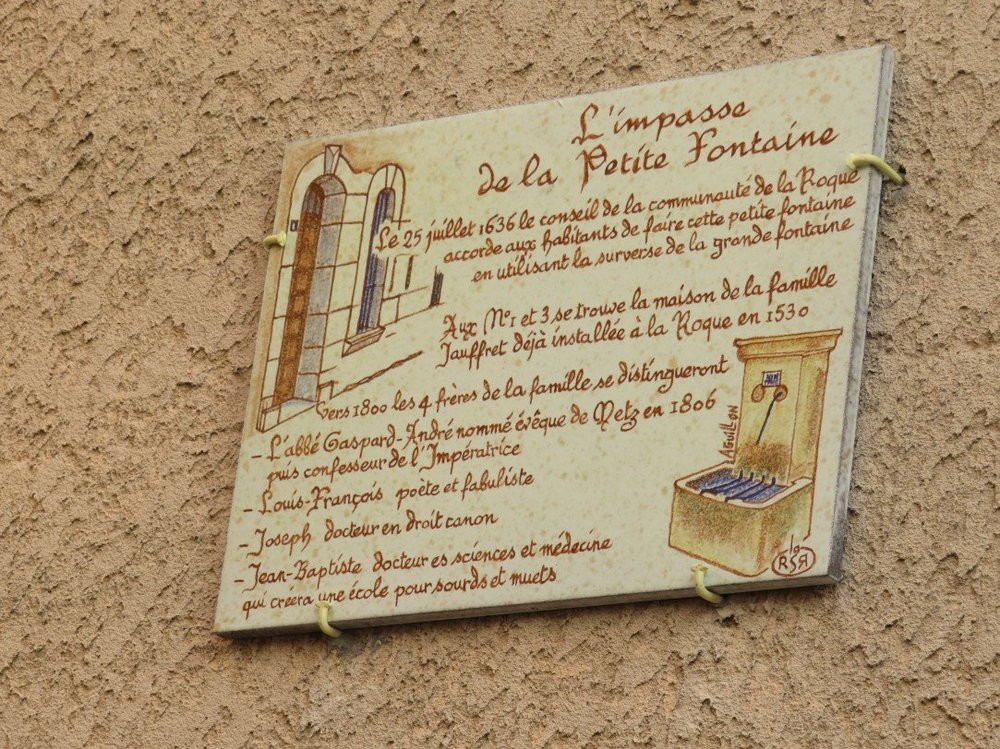 L'impasse
de la Petite Fontaine
Le 25 juillet 1636 le conseil de la communauté de la Roque
accorde aux habitants de faire cette petite fontaine
en utilisant la surverse de la grande fontaine
Aux Nº1 et 3, se trouve la maison de la famille
Jauffret déjà installée à la Roque en 1530
vers 1800 les 4 frères de la famille se distingueront
- L'abbé Gaspard-André nommé évêque de Metz en 1806
puis confesseur de l'Impératrice
- Louis-François poète et fabuliste
- Joseph docteur en droit canon
- Jean-Baptiste docteur es sciences et médecine
qui créera une école pour sourds et muets
AGUILLON